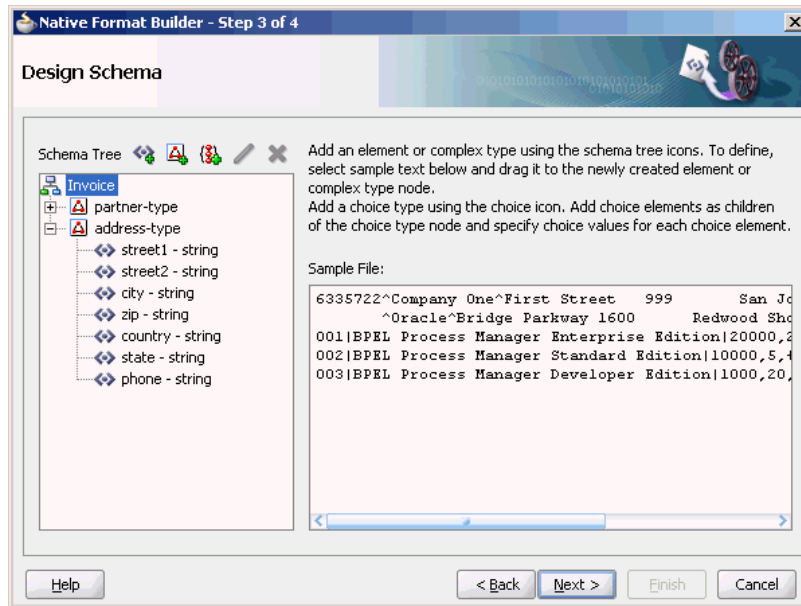 Native Format Builder - Step 3 of 4
Design Schema
Schema Tree
Invoice
partner-type
address-type
street1 - string
street2 - string
city - string
zip - string
country - string
state - string
phone - string
Add an element or complex type using the schema tree icons. To define,
select sample text below and drag it to the newly created element or
complex type node.
Add a choice type using the choice icon. Add choice elements as children
of the choice type node and specify choice values for each choice element.
Sample File:
6335722^Company One^First Street 999 San Jo
^Oracle^Bridge Parkway 1600 Redwood Sho
001|BPEL Process Manager Enterprise Edition|20000,2
002|BPEL Process Manager Standard Edition|10000,5,4
003|BPEL Process Manager Developer Edition|1000,20,
Help
< Back
Next >
Finish
Cancel